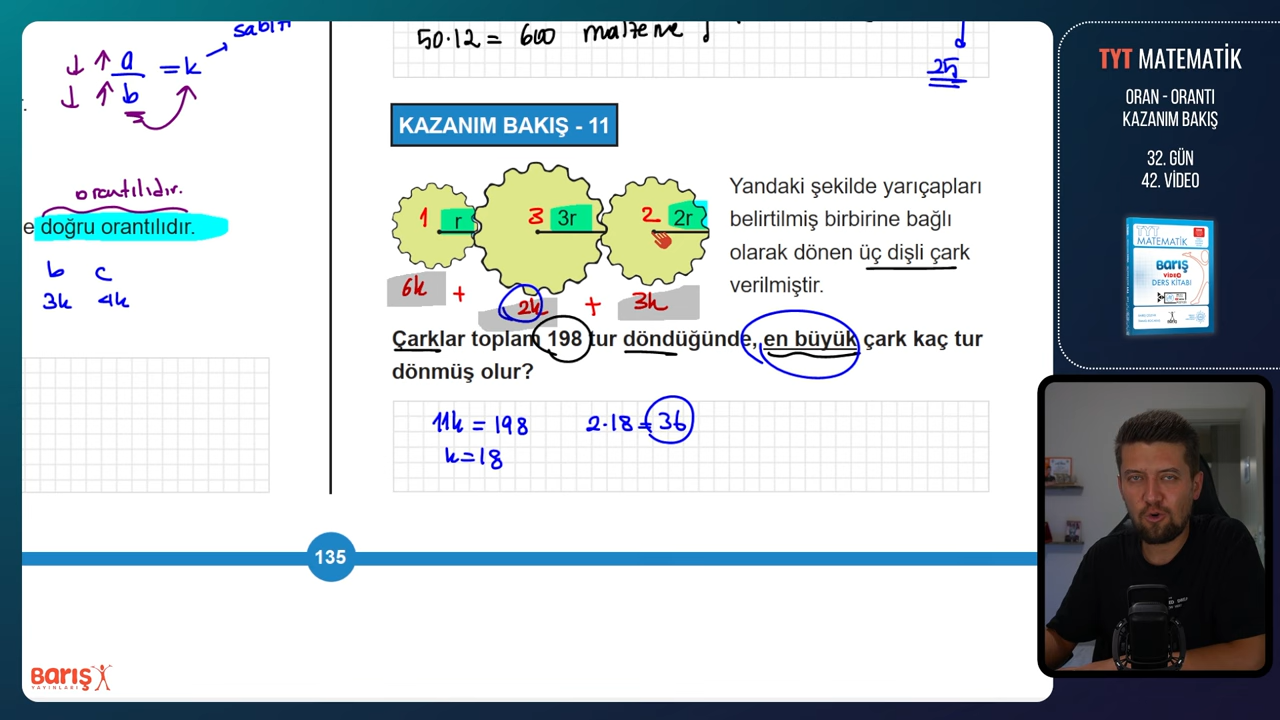 sabiti
↓ ↑ a
= k
↓ ↑ b
orantılıdır.
e doğru orantılıdır.
b c
3k 4k
50·12 = 600 malzeme
25
KAZANIM BAKIŞ - 11
1 r 3 3r 2 2r
6k + 2k + 3k
Yandaki şekilde yarıçapları
belirtilmiş birbirine bağlı
olarak dönen üç dişli çark
verilmiştir.
Çarklar toplam 198 tur döndüğünde, en büyük çark kaç tur
dönmüş olur?
11k = 198 2·18 = 36
k = 18
135
BARIŞ
YAYINLARI
TYT MATEMATİK
ORAN - ORANTI
KAZANIM BAKIŞ
32. GÜN
42. VİDEO
TYT
MATEMATİK
BARIŞ
VİDEO
DERS KİTABI